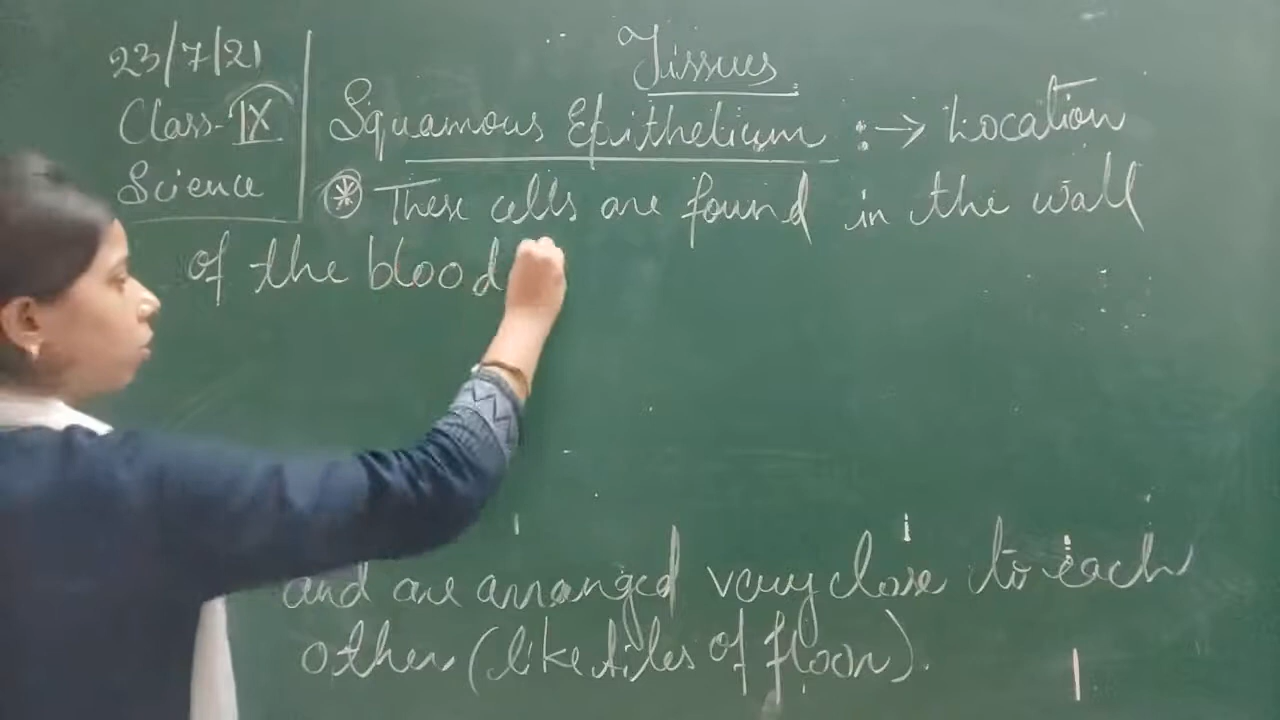 23/7/21
Class-IX
Science
Tissues
Squamous Epithelium :→ Location
These cells are found in the wall
of the blood
and are arranged very close to each
other (like tiles of floor).